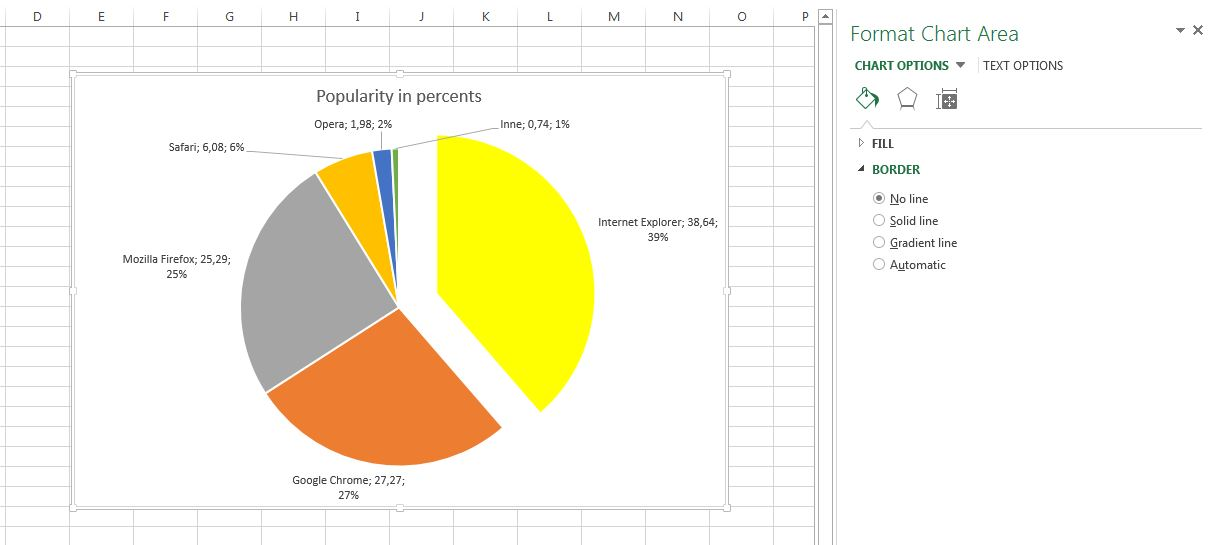 D E F G H I J K L M N O P
Popularity in percents
Opera; 1,98; 2%
Inne; 0,74; 1%
Safari; 6,08; 6%
Internet Explorer; 38,64;
39%
Mozilla Firefox; 25,29;
25%
Google Chrome; 27,27;
27%
Format Chart Area
CHART OPTIONS
TEXT OPTIONS
FILL
BORDER
No line
Solid line
Gradient line
Automatic